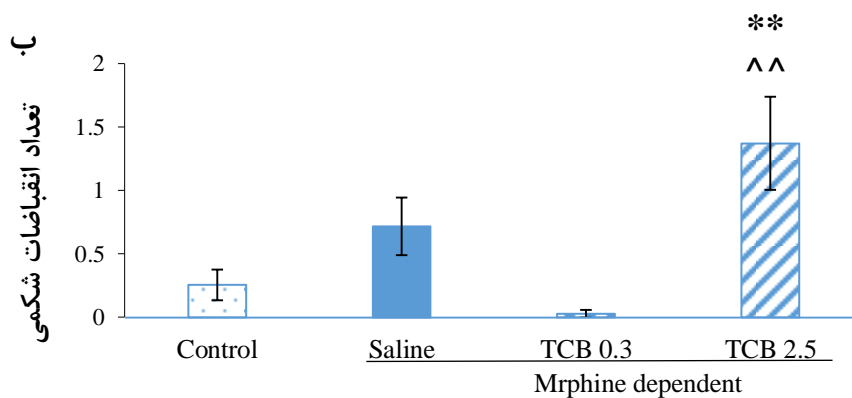 ب
**
^^
تعداد انقباضات شکمی
2
1.5
1
0.5
0
Control Saline TCB 0.3 TCB 2.5
Mrphine dependent